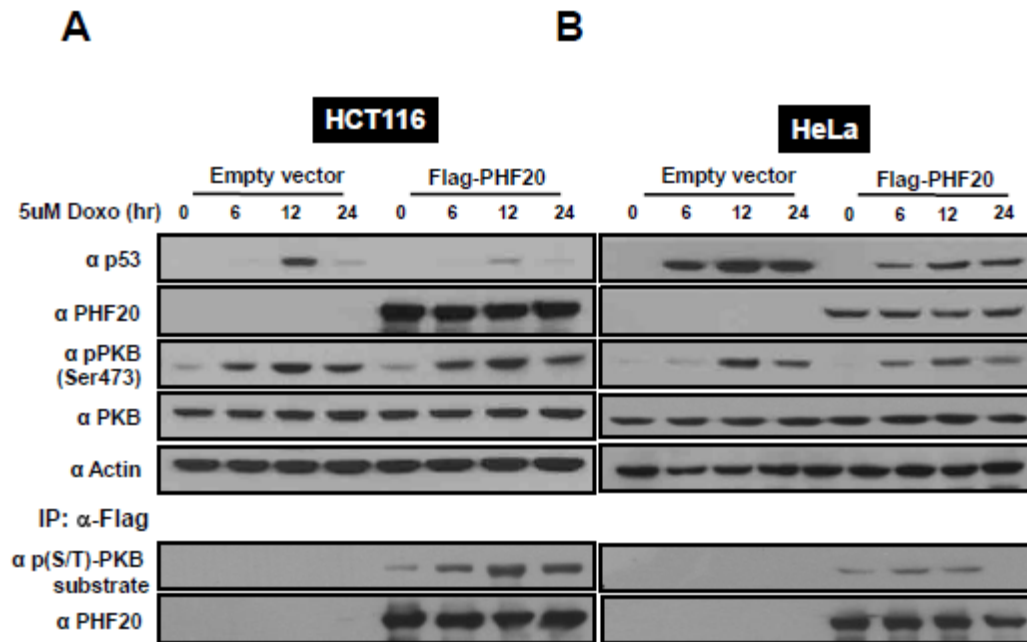 A B
HCT116 HeLa
Empty vector Flag-PHF20 Empty vector Flag-PHF20
5uM Doxo (hr) 0 6 12 24 0 6 12 24 0 6 12 24 0 6 12 24
α p53
α PHF20
α pPKB
(Ser473)
α PKB
α Actin
IP: α-Flag
α p(S/T)-PKB
substrate
α PHF20